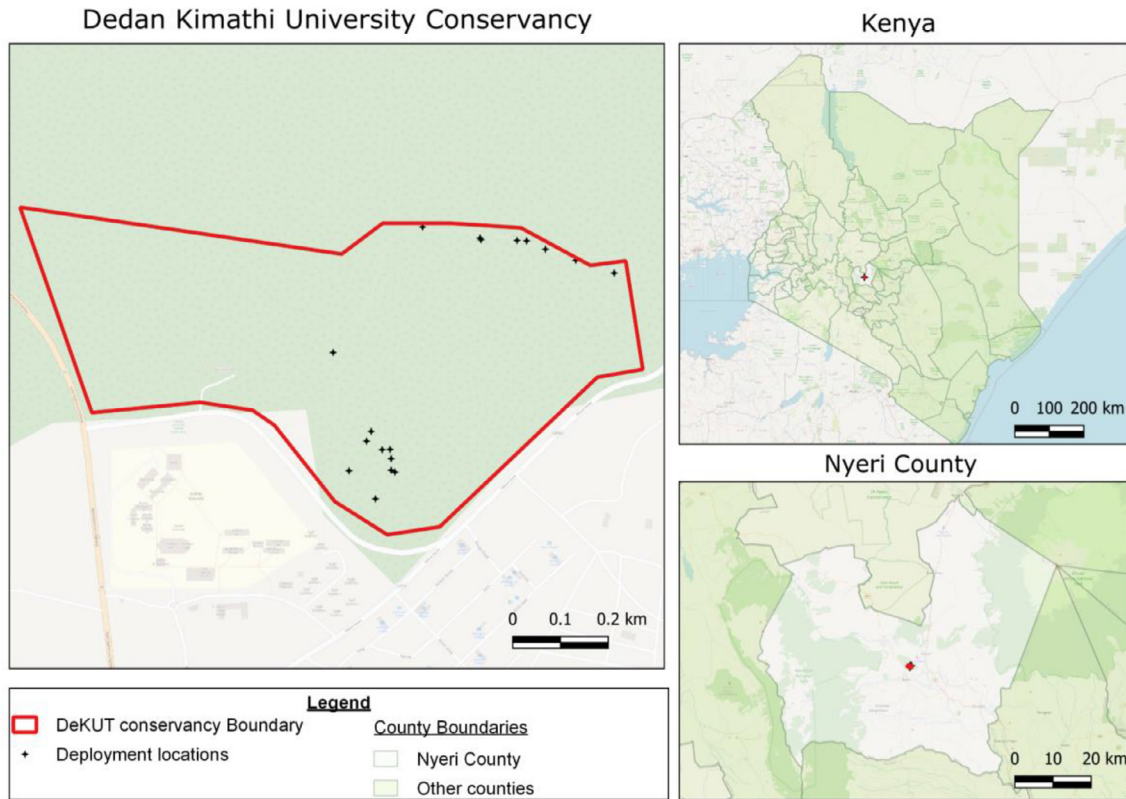 Dedan Kimathi University Conservancy
Kenya
0 0.1 0.2 km
0 100 200 km
Nyeri County
0 10 20 km
Legend
DeKUT conservancy Boundary
Deployment locations
County Boundaries
Nyeri County
Other counties